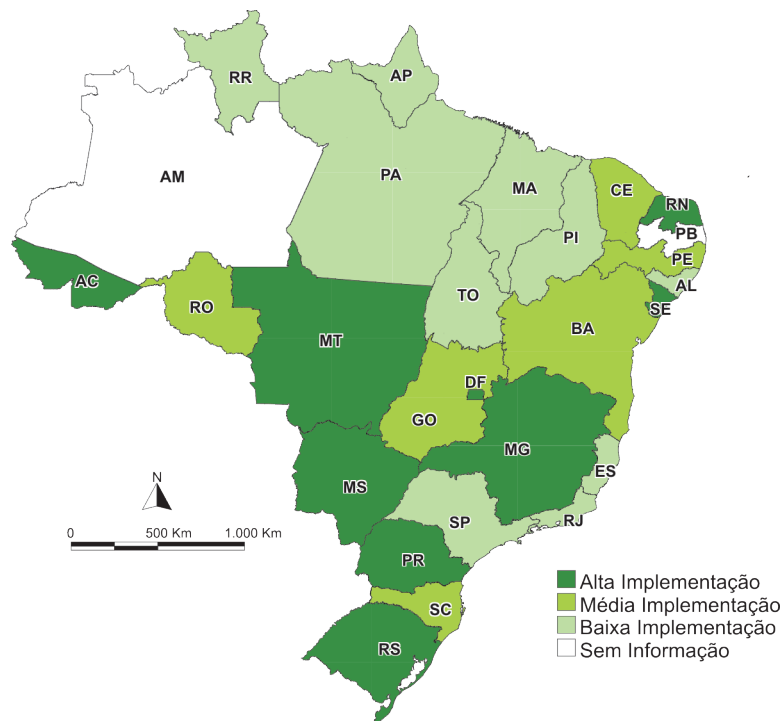 RR
AP
AM
PA
MA
CE
RN
PB
PI
PE
AL
SE
AC
RO
TO
BA
MT
DF
GO
MG
ES
MS
SP
RJ
N
0 500 Km 1.000 Km
PR
SC
RS
Alta Implementação
Média Implementação
Baixa Implementação
Sem Informação